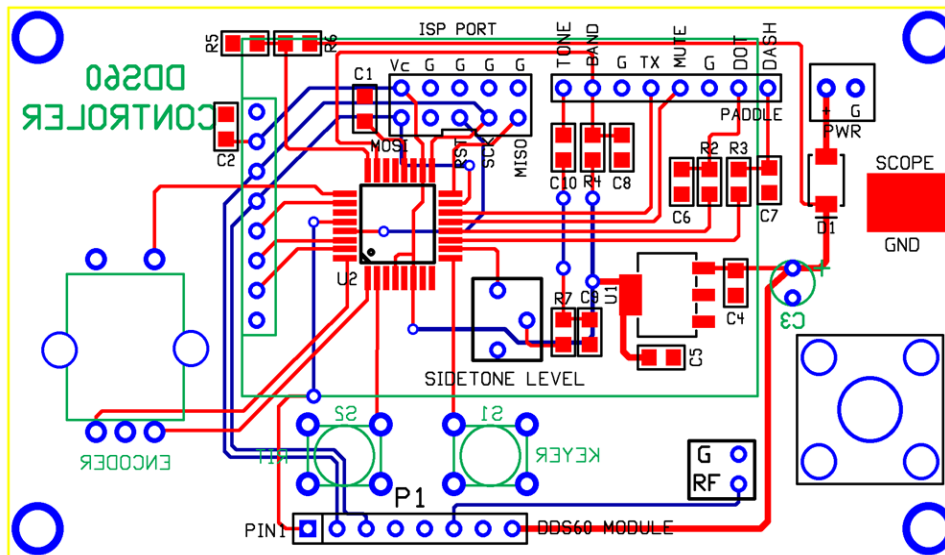 R5
R6
ISP PORT
TONE
BAND
G
TX
MUTE
G
DOT
DASH
DDS60
CONTROLER
Vc
G
G
G
G
C1
C2
MOSI
RST
SCK
MISO
PADDLE
+
G
PWR
SCOPE
GND
C10
R4
C8
C6
R2
R3
C7
D1
U2
U1
R7
C9
C4
+
C3
C5
SIDETONE LEVEL
ENCODER
S2
RIT
S1
KEYER
G
RF
P1
PIN1
DDS60 MODULE